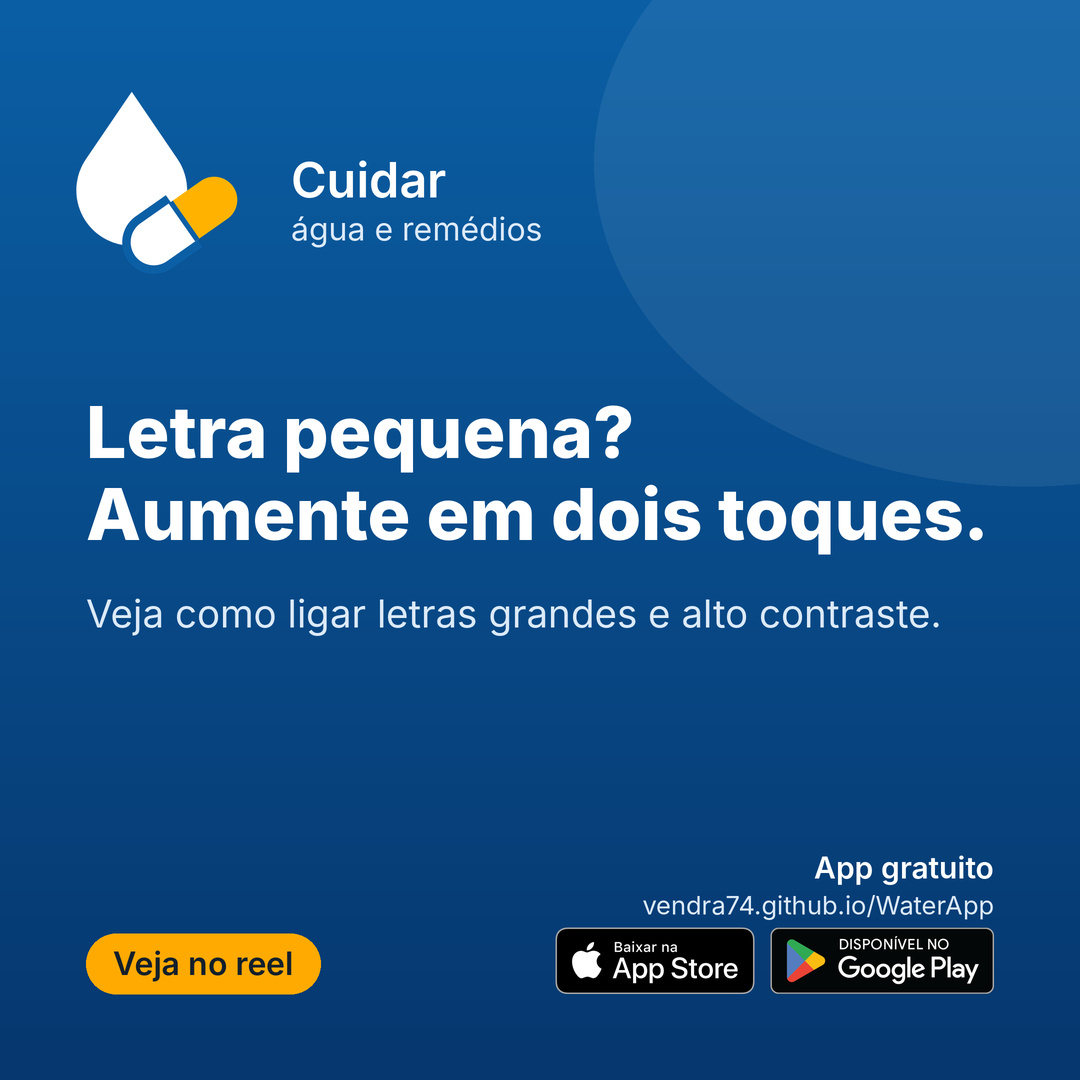 Cuidar
água e remédios
Letra pequena?
Aumente em dois toques.
Veja como ligar letras grandes e alto contraste.
App gratuito
vendra74.github.io/WaterApp
Veja no reel
Baixar na
App Store
DISPONÍVEL NO
Google Play